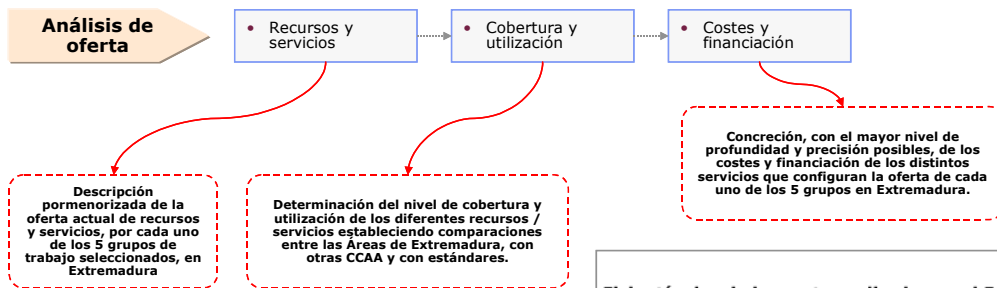 Análisis de
oferta
• Recursos y
servicios
• Cobertura y
utilización
• Costes y
financiación
Descripción
pormenorizada de la
oferta actual de recursos
y servicios, por cada uno
de los 5 grupos de
trabajo seleccionados, en
Extremadura
Determinación del nivel de cobertura y
utilización de los diferentes recursos /
servicios estableciendo comparaciones
entre las Áreas de Extremadura, con
otras CCAA y con estándares.
Concreción, con el mayor nivel de
profundidad y precisión posibles, de los
costes y financiación de los distintos
servicios que configuran la oferta de cada
uno de los 5 grupos en Extremadura.